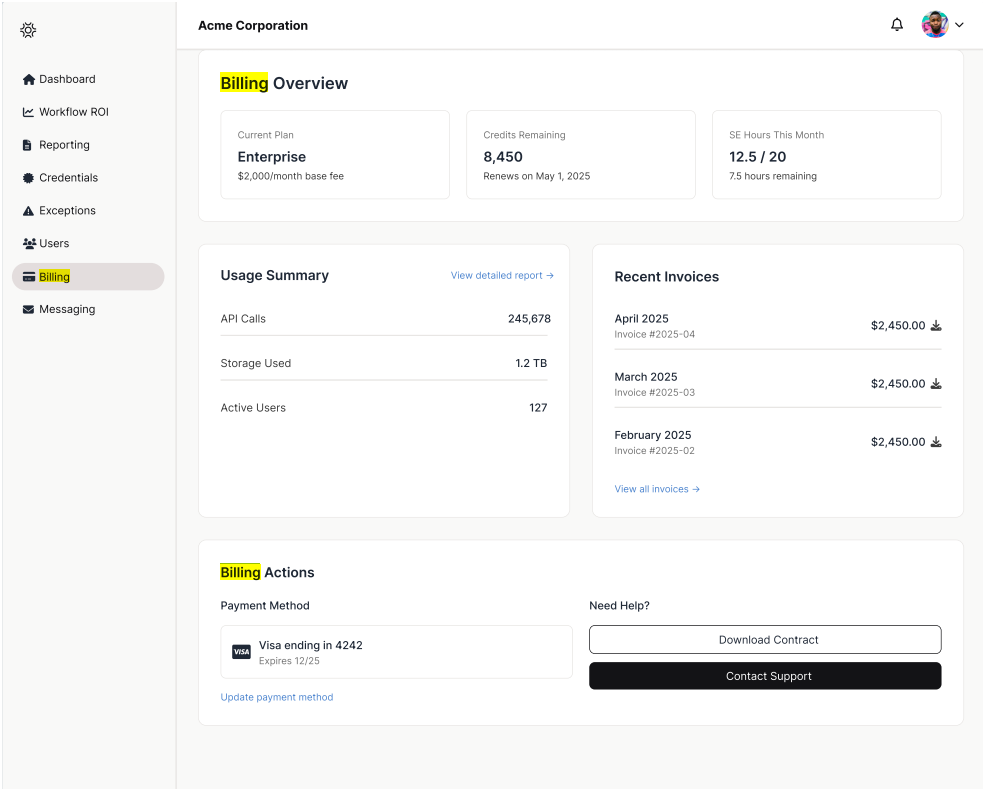 Acme Corporation
Dashboard
Workflow ROI
Reporting
Credentials
Exceptions
Users
Billing
Messaging
Billing Overview
Current Plan
Enterprise
$2,000/month base fee
Credits Remaining
8,450
Renews on May 1, 2025
SE Hours This Month
12.5 / 20
7.5 hours remaining
Usage Summary
View detailed report →
API Calls 245,678
Storage Used 1.2 TB
Active Users 127
Recent Invoices
April 2025
Invoice #2025-04
$2,450.00
March 2025
Invoice #2025-03
$2,450.00
February 2025
Invoice #2025-02
$2,450.00
View all invoices →
Billing Actions
Payment Method
VISA
Visa ending in 4242
Expires 12/25
Update payment method
Need Help?
Download Contract
Contact Support